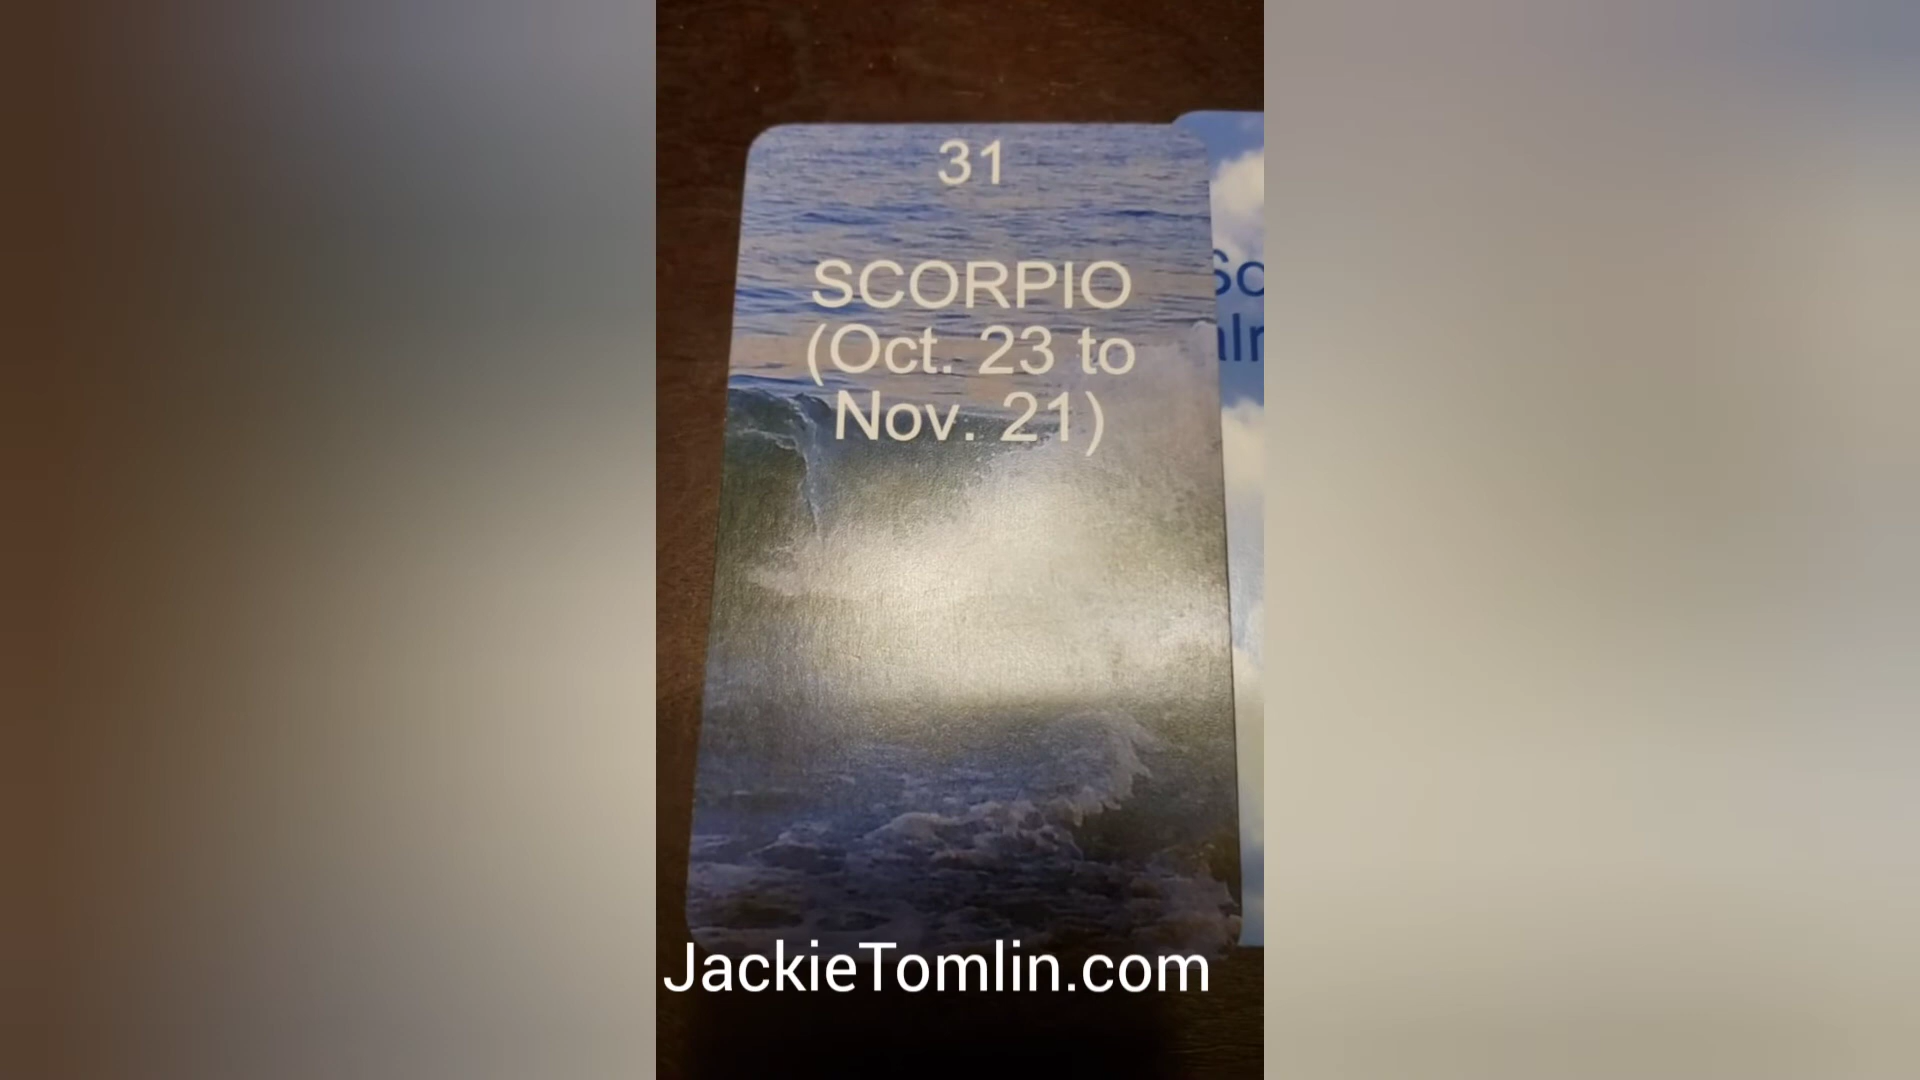 31
SCORPIO
(Oct. 23 to
Nov. 21)
JackieTomlin.com